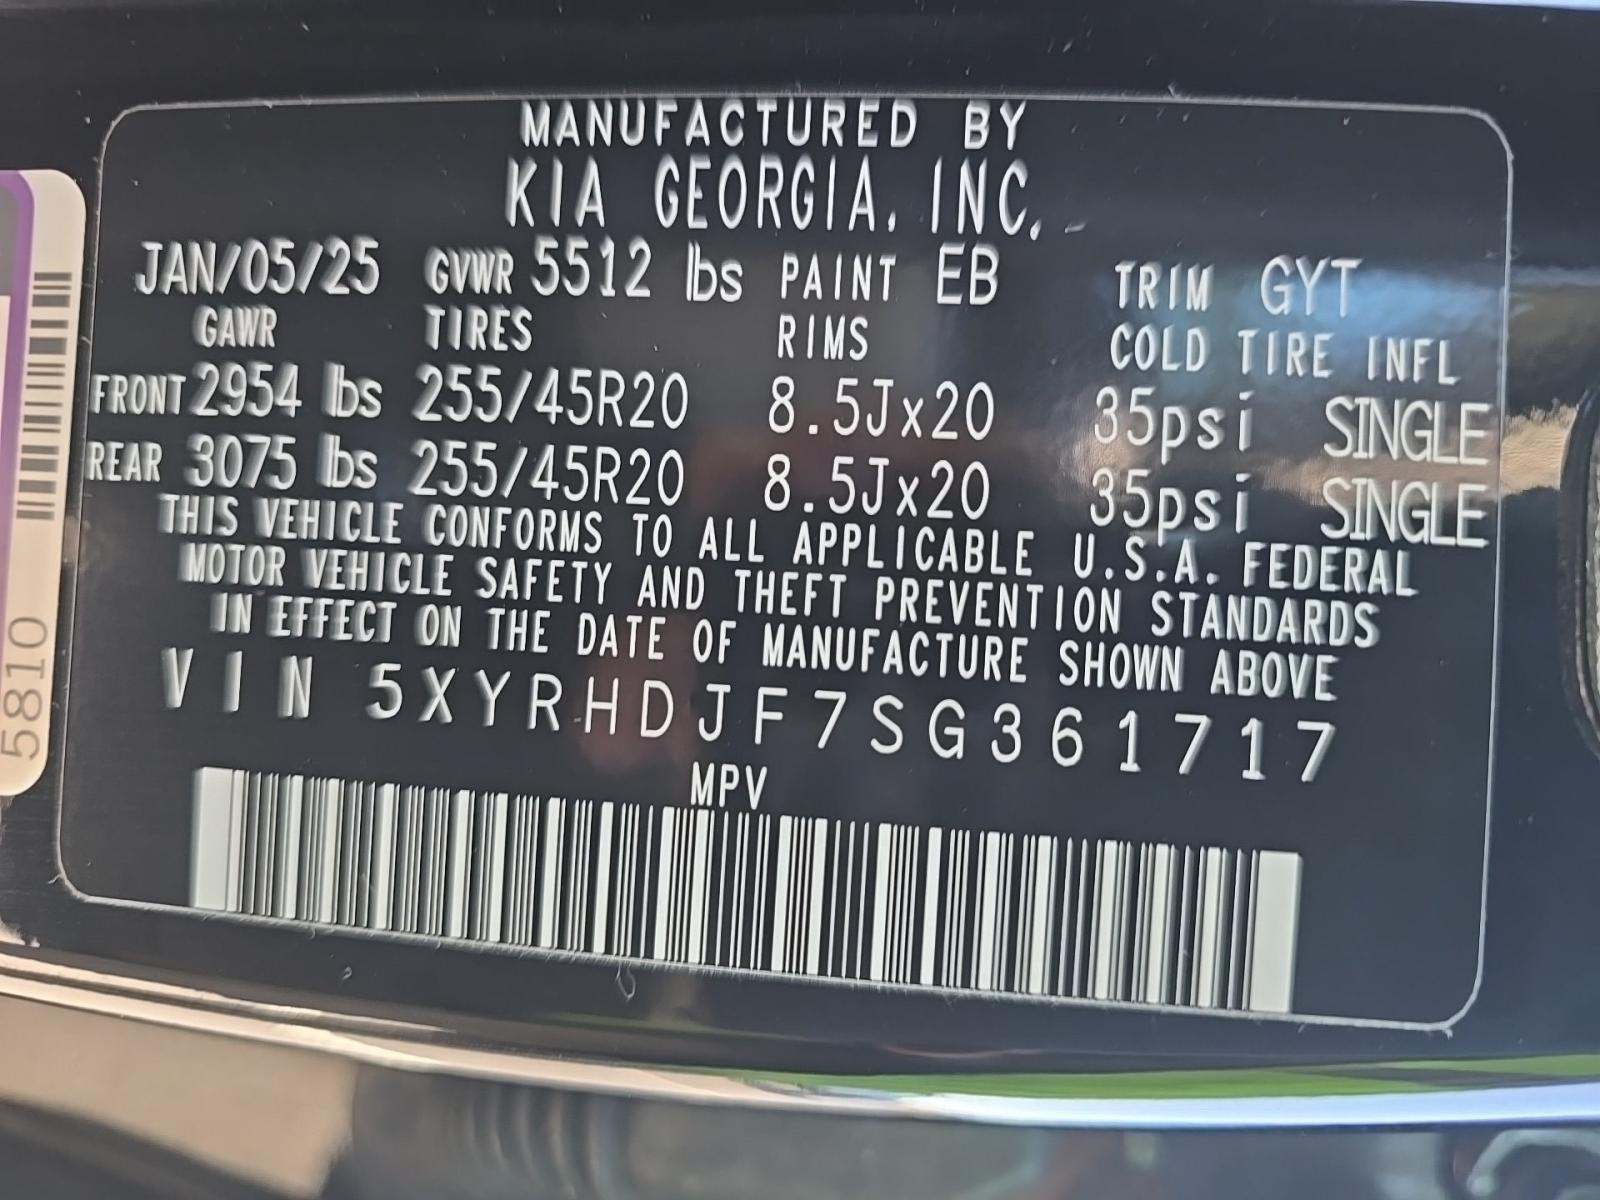 MANUFACTURED BY
KIA GEORGIA, INC.
JAN/05/25 GVWR 5512 lbs PAINT EB TRIM GYT
GAWR TIRES RIMS COLD TIRE INFL
FRONT 2954 lbs 255/45R20 8.5Jx20 35psi SINGLE
REAR 3075 lbs 255/45R20 8.5Jx20 35psi SINGLE
THIS VEHICLE CONFORMS TO ALL APPLICABLE U.S.A. FEDERAL
MOTOR VEHICLE SAFETY AND THEFT PREVENTION STANDARDS
IN EFFECT ON THE DATE OF MANUFACTURE SHOWN ABOVE
VIN 5XYRHDJF7SG361717
MPV
5810